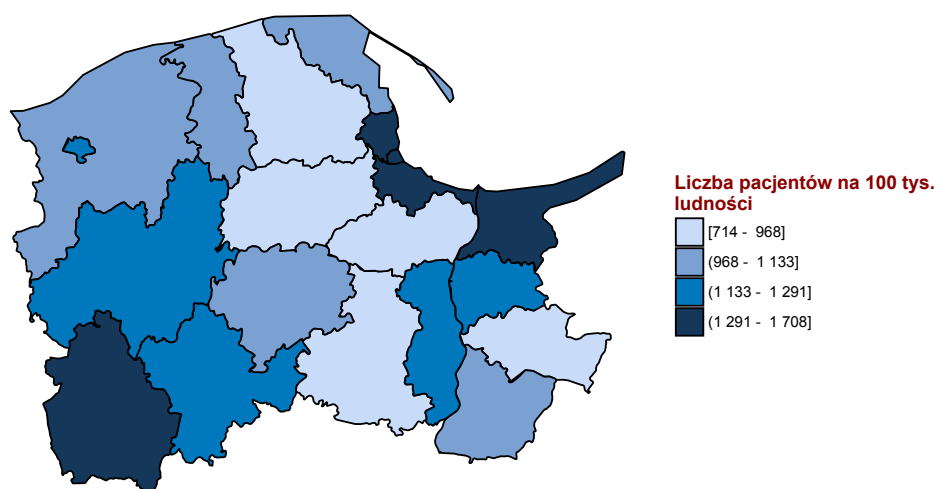 Liczba pacjentów na 100 tys.
ludności
[714 - 968]
(968 - 1 133]
(1 133 - 1 291]
(1 291 - 1 708]